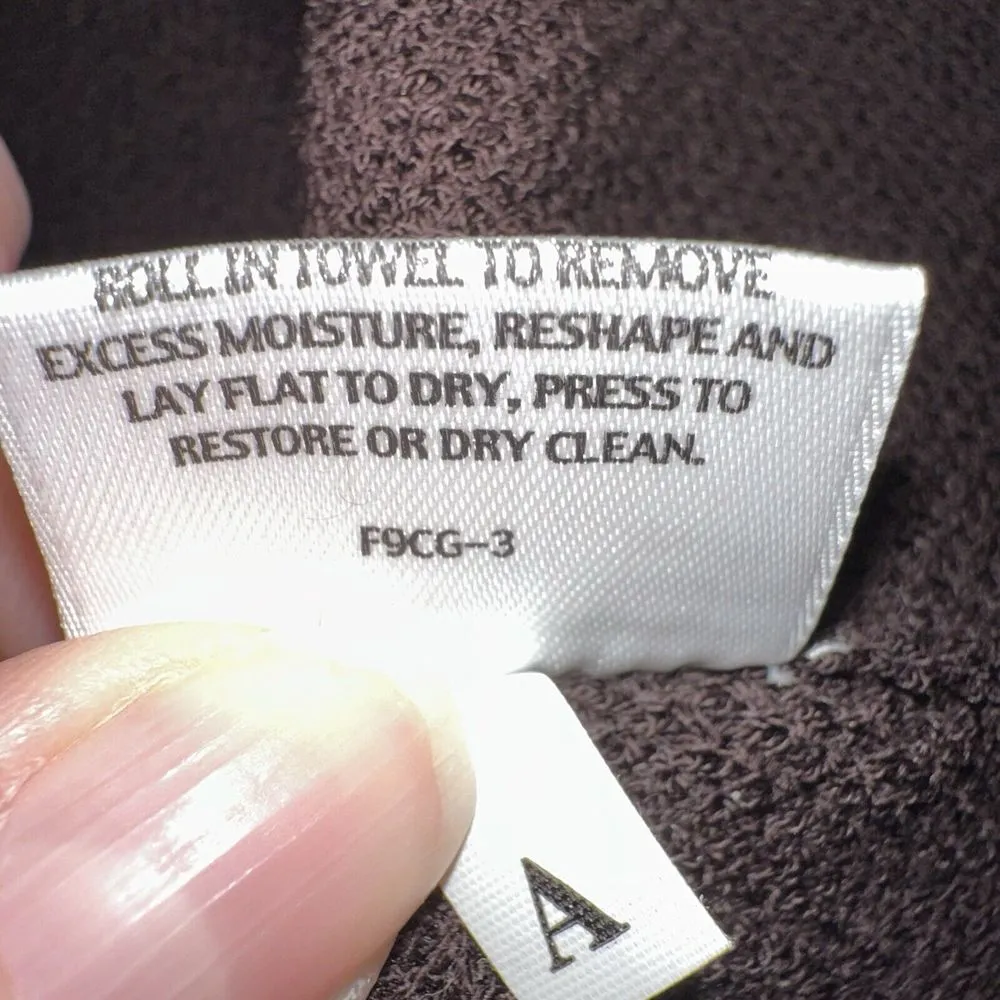 ROLL IN TOWEL TO REMOVE
EXCESS MOISTURE, RESHAPE AND
LAY FLAT TO DRY, PRESS TO
RESTORE OR DRY CLEAN.
F9CG-3
A